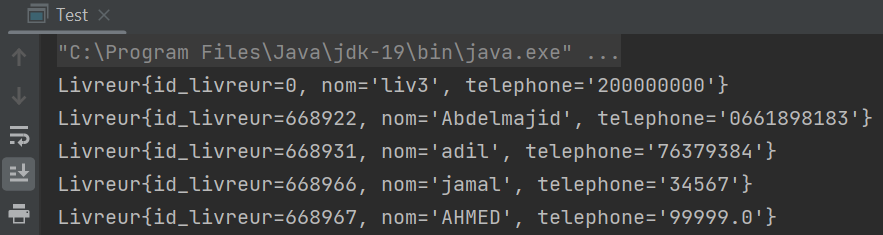 Test
"C:\Program Files\Java\jdk-19\bin\java.exe" ...
Livreur{id_livreur=0, nom='liv3', telephone='200000000'}
Livreur{id_livreur=668922, nom='Abdelmajid', telephone='0661898183'}
Livreur{id_livreur=668931, nom='adil', telephone='76379384'}
Livreur{id_livreur=668966, nom='jamal', telephone='34567'}
Livreur{id_livreur=668967, nom='AHMED', telephone='99999.0'}